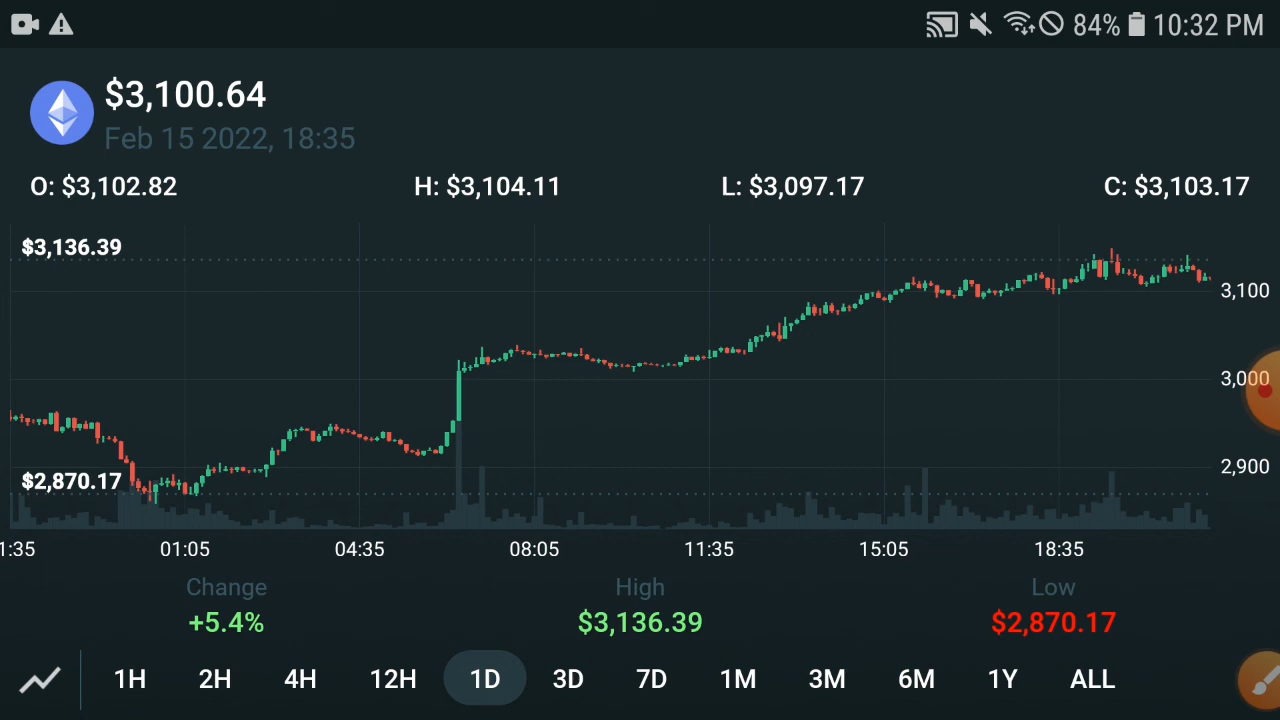 84% 10:32 PM
$3,100.64
Feb 15 2022, 18:35
O: $3,102.82 H: $3,104.11 L: $3,097.17 C: $3,103.17
$3,136.39
3,100
3,000
$2,870.17
2,900
1:35 01:05 04:35 08:05 11:35 15:05 18:35
Change High Low
+5.4% $3,136.39 $2,870.17
1H 2H 4H 12H 1D 3D 7D 1M 3M 6M 1Y ALL